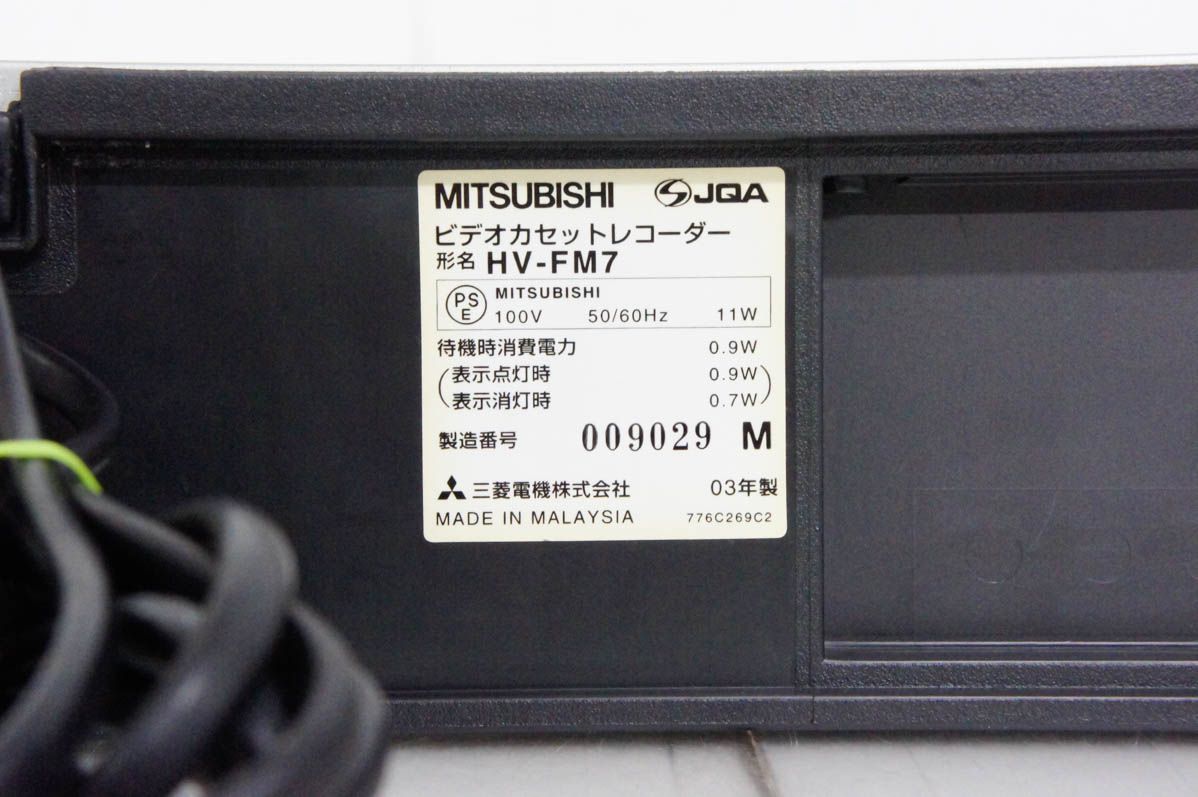 MITSUBISHI JQA
ビデオカセットレコーダー
形名 HV-FM7
PSE MITSUBISHI
100V 50/60Hz 11W
待機時消費電力 0.9W
(表示点灯時 0.9W)
(表示消灯時 0.7W)
製造番号 009029 M
三菱電機株式会社 03年製
MADE IN MALAYSIA 776C269C2